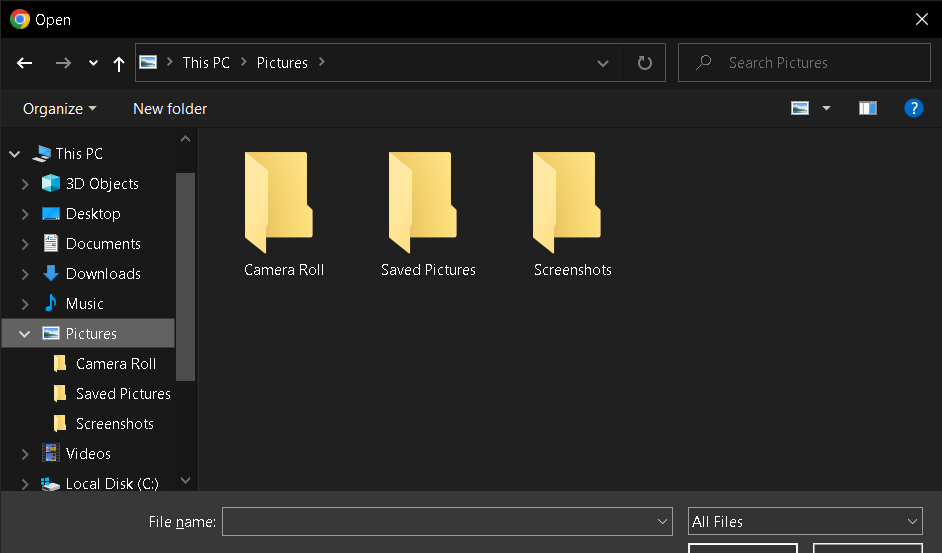 Open
This PC
Pictures
Search Pictures
Organize
New folder
?
This PC
3D Objects
Desktop
Documents
Downloads
Music
Pictures
Camera Roll
Saved Pictures
Screenshots
Videos
Local Disk (C:)
Camera Roll
Saved Pictures
Screenshots
File name:
All Files